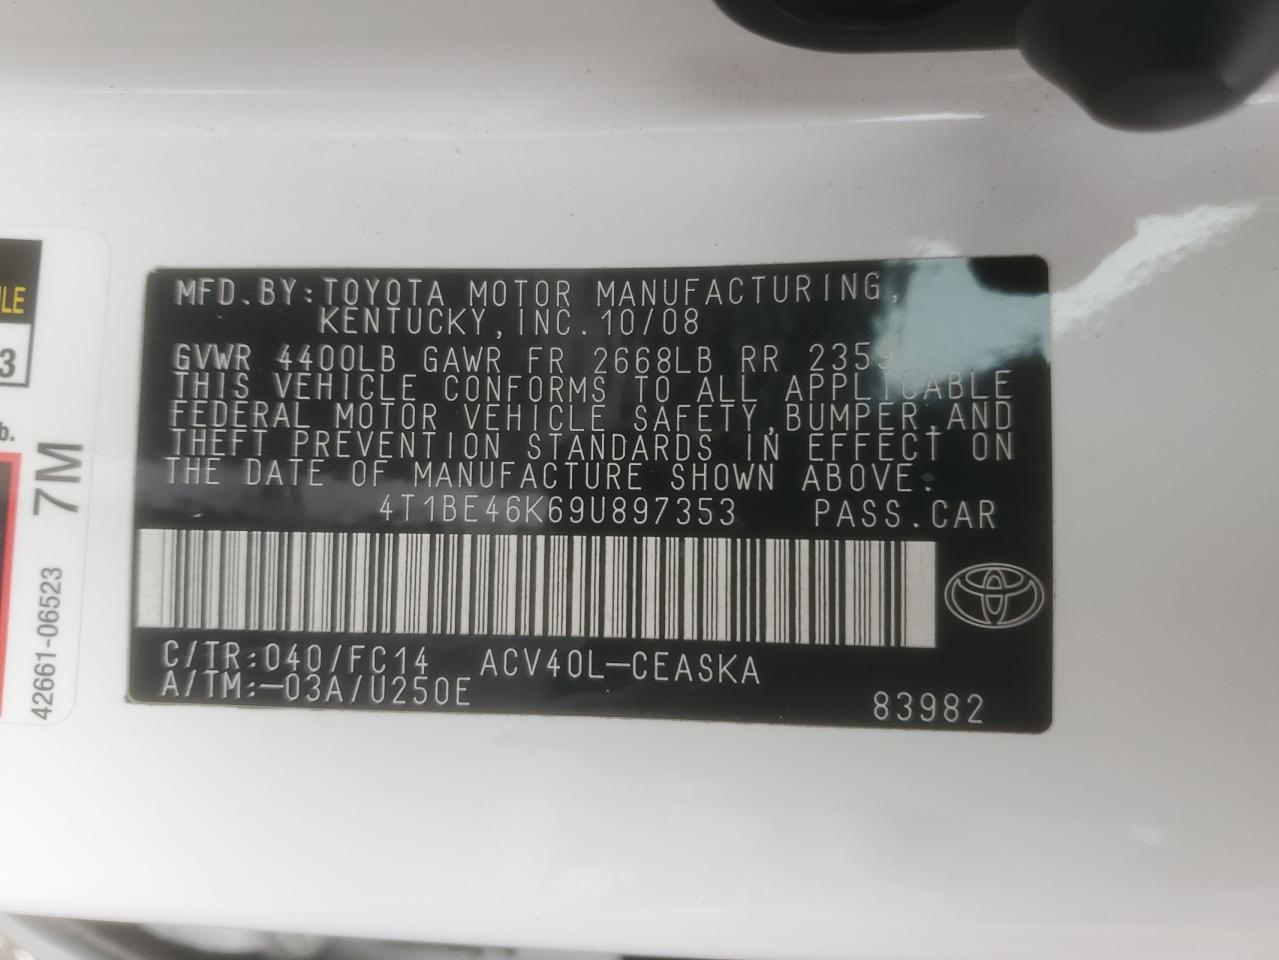 MFD.BY:TOYOTA MOTOR MANUFACTURING,
KENTUCKY,INC.10/08
GVWR 4400LB GAWR FR 2668LB RR
THIS VEHICLE CONFORMS TO ALL APPLICABLE
FEDERAL MOTOR VEHICLE SAFETY,BUMPER,AND
THEFT PREVENTION STANDARDS IN EFFECT ON
THE DATE OF MANUFACTURE SHOWN ABOVE.
4T1BE46K69U897353 PASS.CAR
C/TR:040/FC14 ACV40L-CEASKA
A/TM:-03A/U250E
83982
3
7M
42661-06523